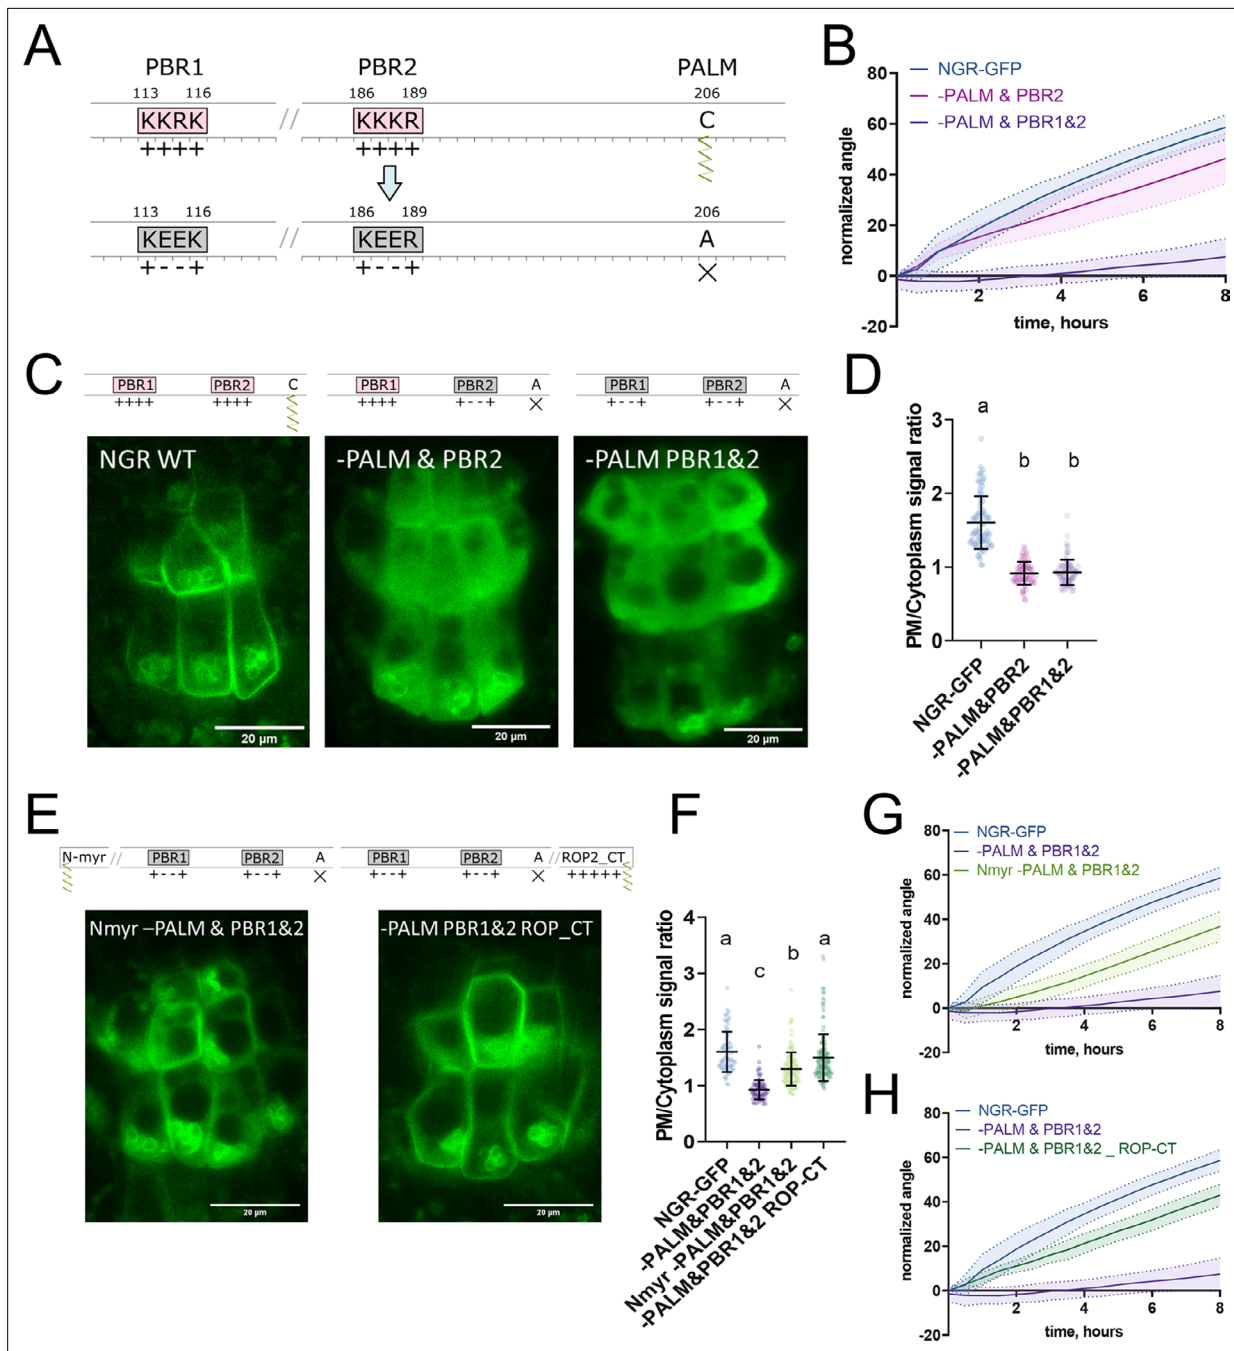 A
PBR1
PBR2
PALM
113 116
186 189
206
KKRK
//
KKKR
C
++++
++++
113 116
186 189
206
KEEK
//
KEER
A
+--+
+--+
B
NGR-GFP
-PALM & PBR2
-PALM & PBR1&2
80
60
40
20
0
-20
2
4
6
8
normalized angle
time, hours
C
PBR1
PBR2
C
++++
++++
PBR1
PBR2
A
++++
+--+
PBR1
PBR2
A
+--+
+--+
NGR WT
-PALM & PBR2
-PALM PBR1&2
20 µm
20 µm
20 µm
D
3
2
1
0
a
b
b
PM/Cytoplasm signal ratio
NGR-GFP
-PALM&PBR2
-PALM&PBR1&2
E
N-myr
//
PBR1
PBR2
A
+--+
+--+
PBR1
PBR2
A
//
ROP2_CT
+--+
+--+
+++++
Nmyr –PALM & PBR1&2
-PALM PBR1&2 ROP_CT
20 µm
20 µm
F
4
3
2
1
0
a
c
b
a
PM/Cytoplasm signal ratio
NGR-GFP
-PALM&PBR1&2
Nmyr -PALM&PBR1&2
-PALM&PBR1&2 ROP-CT
G
NGR-GFP
-PALM & PBR1&2
Nmyr -PALM & PBR1&2
80
60
40
20
0
-20
2
4
6
8
normalized angle
time, hours
H
NGR-GFP
-PALM & PBR1&2
-PALM & PBR1&2 _ ROP-CT
80
60
40
20
0
-20
2
4
6
8
normalized angle
time, hours